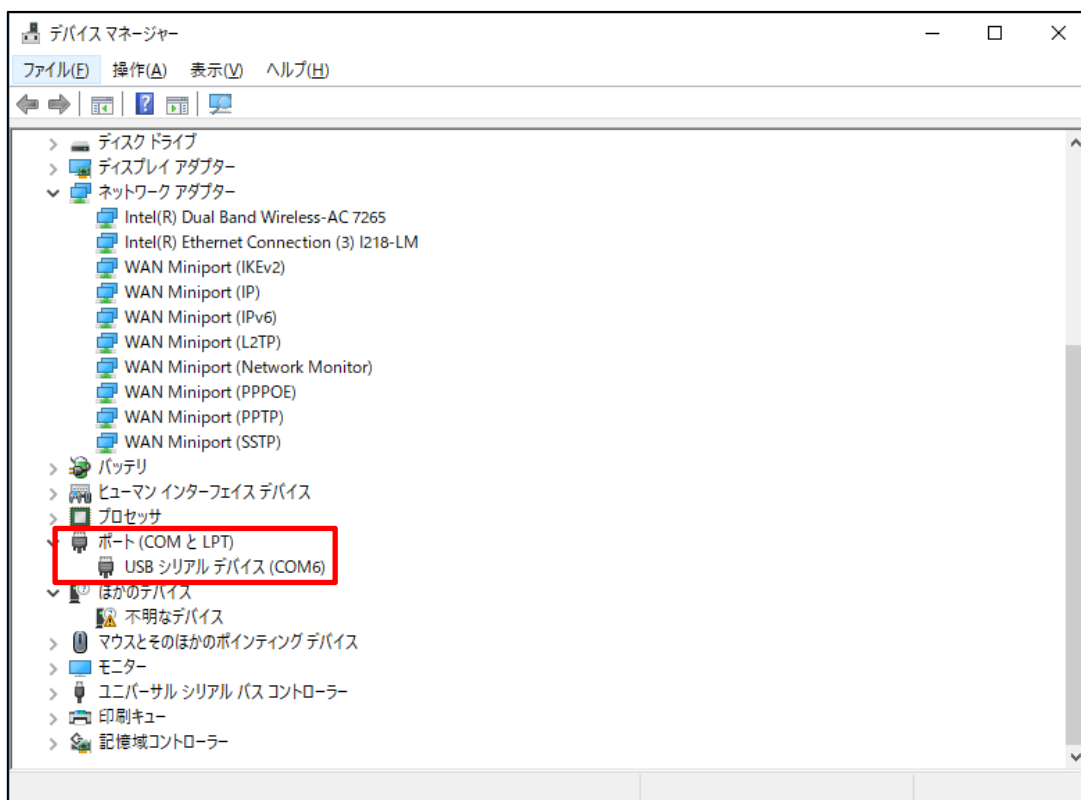 デバイス マネージャー
ファイル(F) 操作(A) 表示(V) ヘルプ(H)
ディスク ドライブ
ディスプレイ アダプター
ネットワーク アダプター
Intel(R) Dual Band Wireless-AC 7265
Intel(R) Ethernet Connection (3) I218-LM
WAN Miniport (IKEv2)
WAN Miniport (IP)
WAN Miniport (IPv6)
WAN Miniport (L2TP)
WAN Miniport (Network Monitor)
WAN Miniport (PPPOE)
WAN Miniport (PPTP)
WAN Miniport (SSTP)
バッテリ
ヒューマン インターフェイス デバイス
プロセッサ
ポート (COM と LPT)
USB シリアル デバイス (COM6)
ほかのデバイス
不明なデバイス
マウスとそのほかのポインティング デバイス
モニター
ユニバーサル シリアル バス コントローラー
印刷キュー
記憶域コントローラー